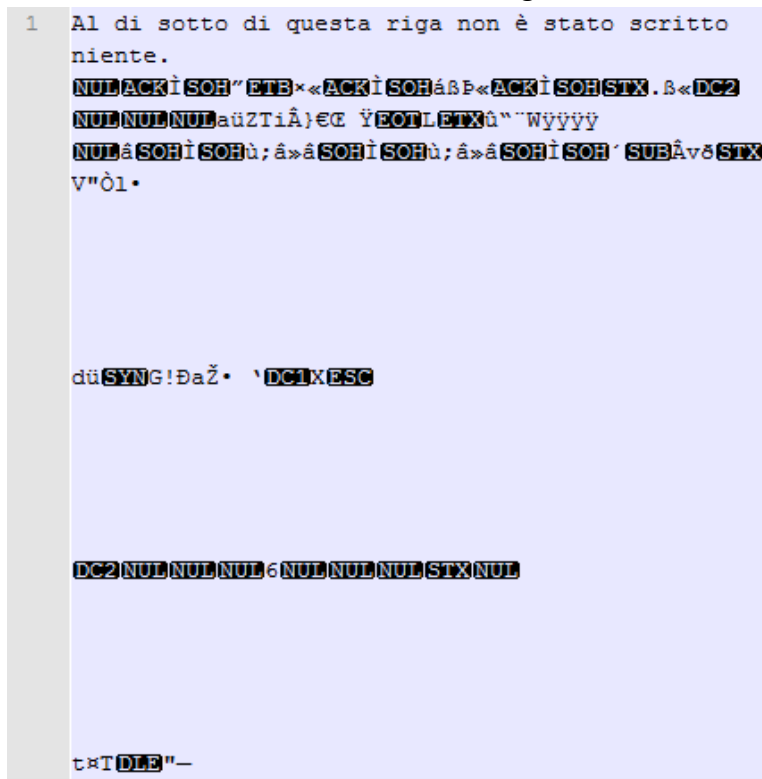 1 Al di sotto di questa riga non è stato scritto
niente.
NULACKÌSOH"ETB×«ACKÌSOHáßÞ«ACKÌSOHSTX.ß«DC2
NULNULNULaüZTiÂ}€Œ ŸEOTLETXû“¨Wÿÿÿÿ
NULâSOHÌSOHù;â»âSOHÌSOHù;â»âSOHÌSOH´SUBÂvðSTX
V"Òl•
düSYNG!ÐaŽ• ‘DC1XESC
DC2NULNULNUL6NULNULNULSTXNUL
t¤TDLE"—